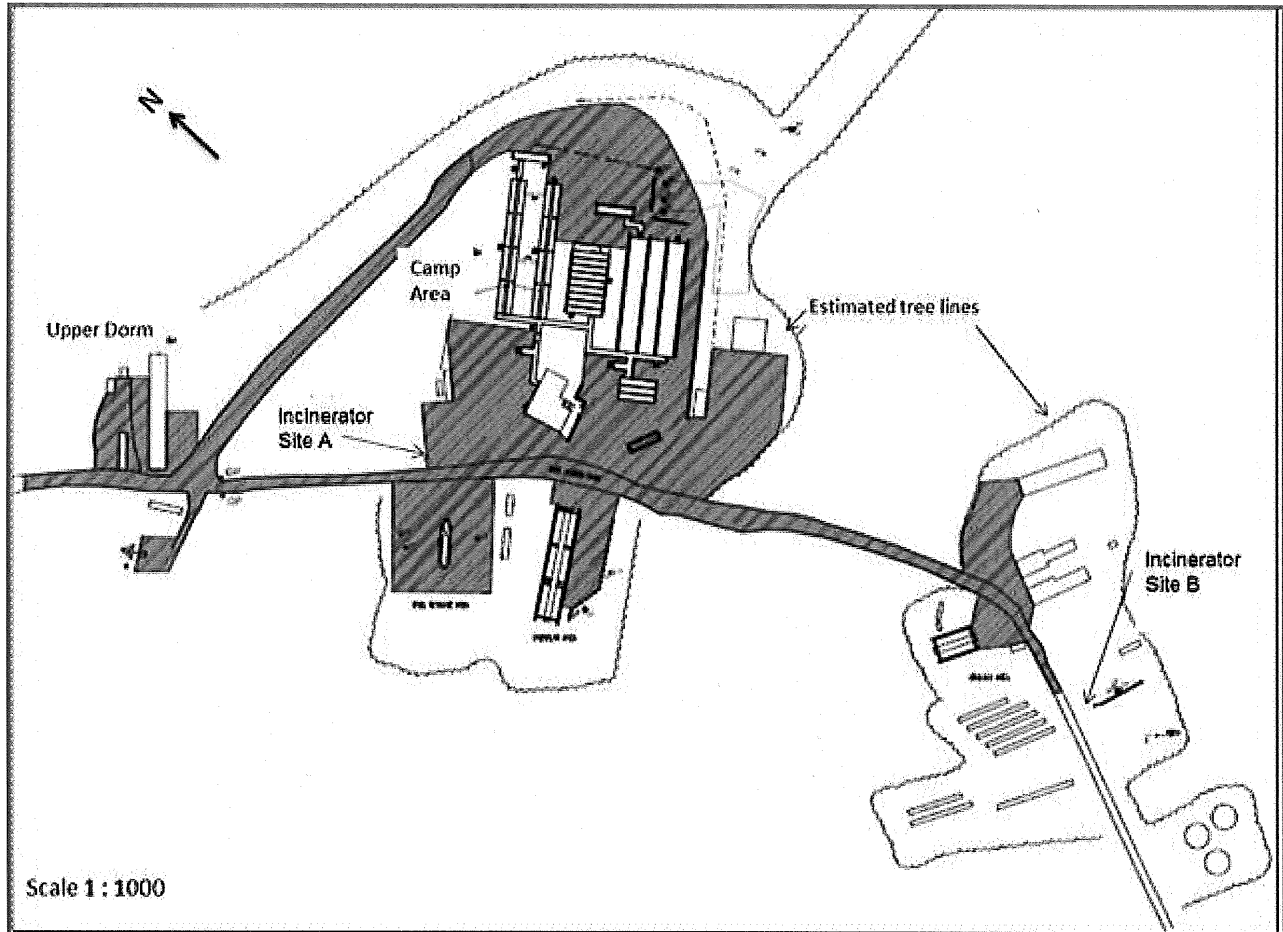 N
Camp
Area
Estimated tree lines
Upper Dorm
Incinerator
Site A
Incinerator
Site B
Scale 1 : 1000